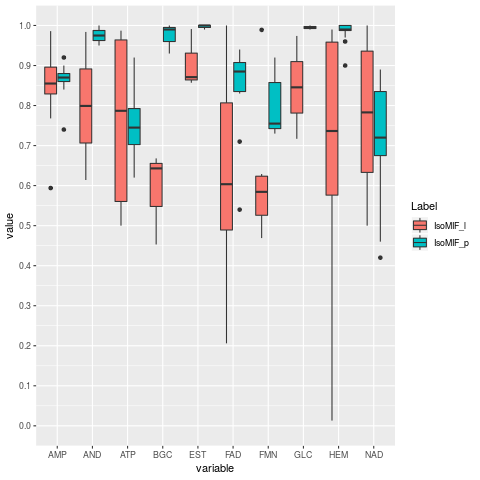 1.0
0.9
0.8
0.7
0.6
0.5
0.4
0.3
0.2
0.1
0.0
value
AMP AND ATP BGC EST FAD FMN GLC HEM NAD
variable
Label
IsoMIF_l
IsoMIF_p